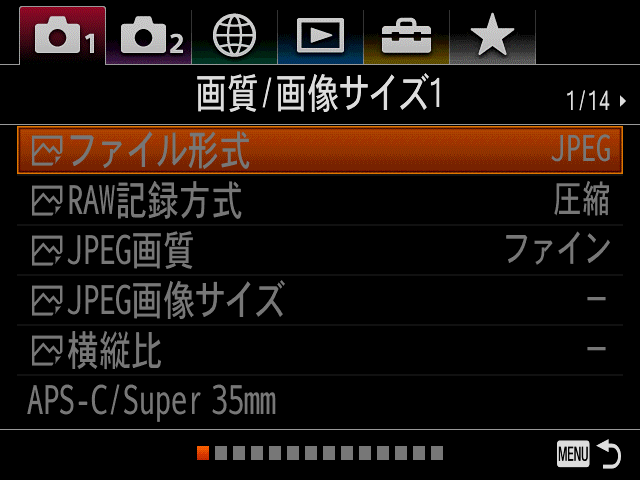 1 2
画質/画像サイズ1
1/14
ファイル形式 JPEG
RAW記録方式 圧縮
JPEG画質 ファイン
JPEG画像サイズ −
横縦比 −
APS-C/Super 35mm
MENU